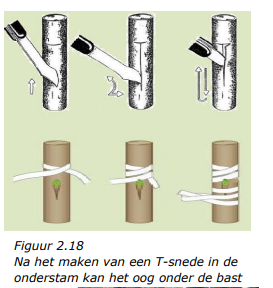 Figuur 2.18
Na het maken van een T-snede in de
onderstam kan het oog onder de bast